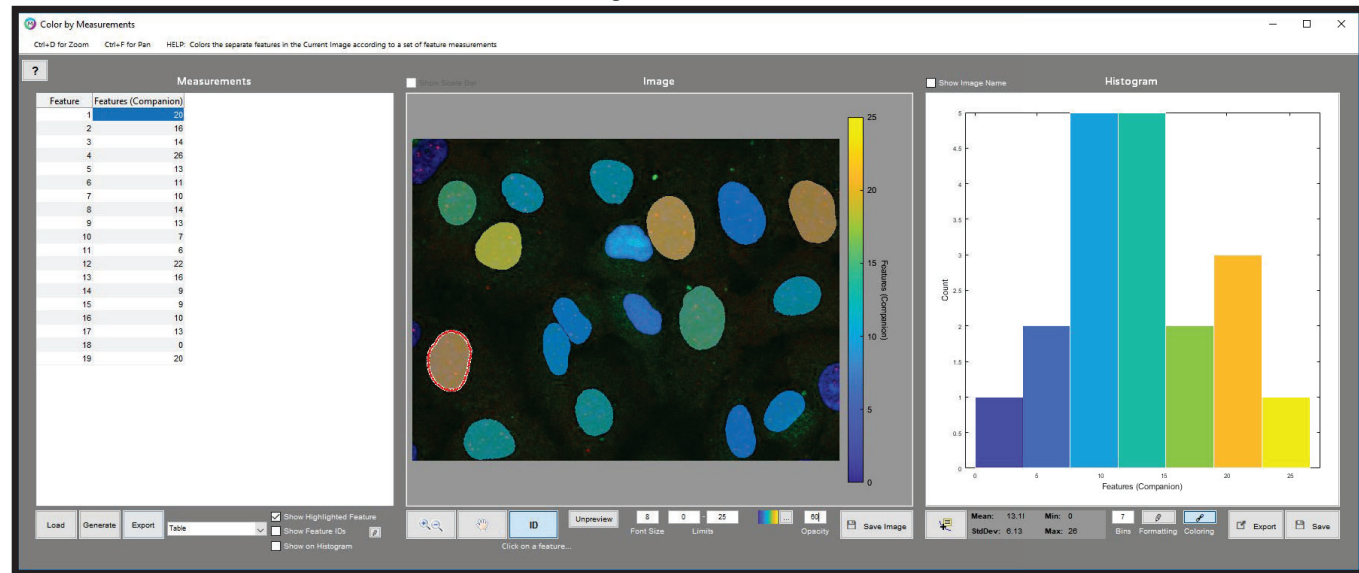 Color by Measurements
Ctrl+D for Zoom Ctrl+F for Pan HELP: Colors the separate features in the Current Image according to a set of feature measurements
?
Measurements
Feature Features (Companion)
1 20
2 16
3 14
4 26
5 13
6 11
7 10
8 14
9 13
10 7
11 6
12 22
13 16
14 9
15 9
16 10
17 13
18 0
19 20
Load Generate Export Table
Show Highlighted Feature
Show Feature IDs
Show on Histogram
Show Scale Bar Image
25
20
15
10
5
0
Features (Companion)
ID Unpreview 8 0 - 25 ... 60 Save Image
Font Size Limits Opacity
Click on a feature...
Show Image Name Histogram
5
4.5
4
3.5
3
2.5
2
1.5
1
0.5
0
Count
0 5 10 15 20 25
Features (Companion)
Mean: 13.1 Min: 0
StdDev: 6.13 Max: 26
7 Export Save
Bins Formatting Coloring